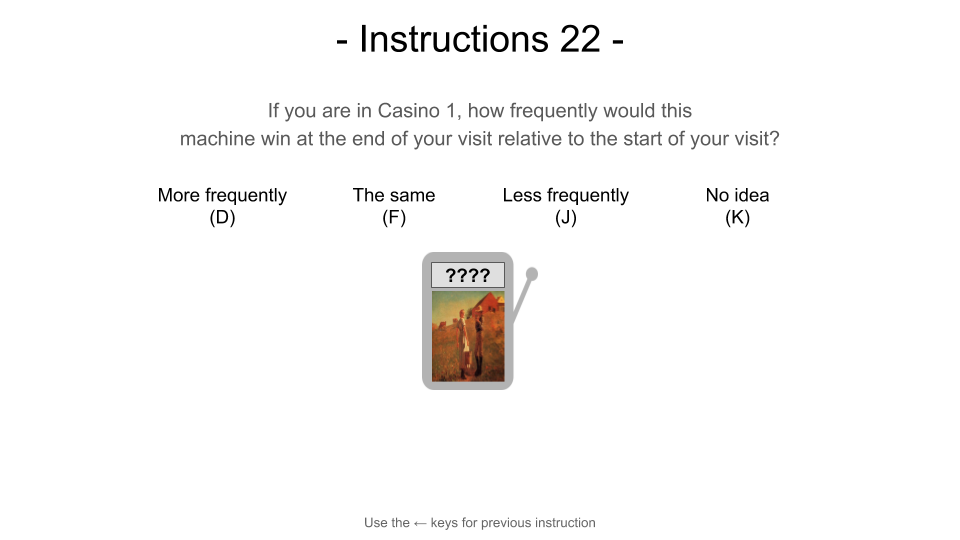 - Instructions 22 -
If you are in Casino 1, how frequently would this
machine win at the end of your visit relative to the start of your visit?
More frequently The same Less frequently No idea
(D) (F) (J) (K)
????
Use the ← keys for previous instruction